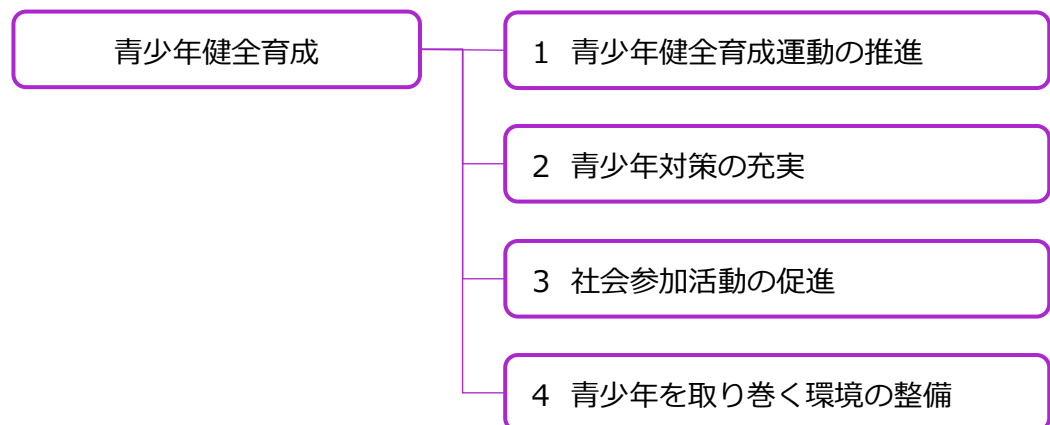 青少年健全育成
1 青少年健全育成運動の推進
2 青少年対策の充実
3 社会参加活動の促進
4 青少年を取り巻く環境の整備